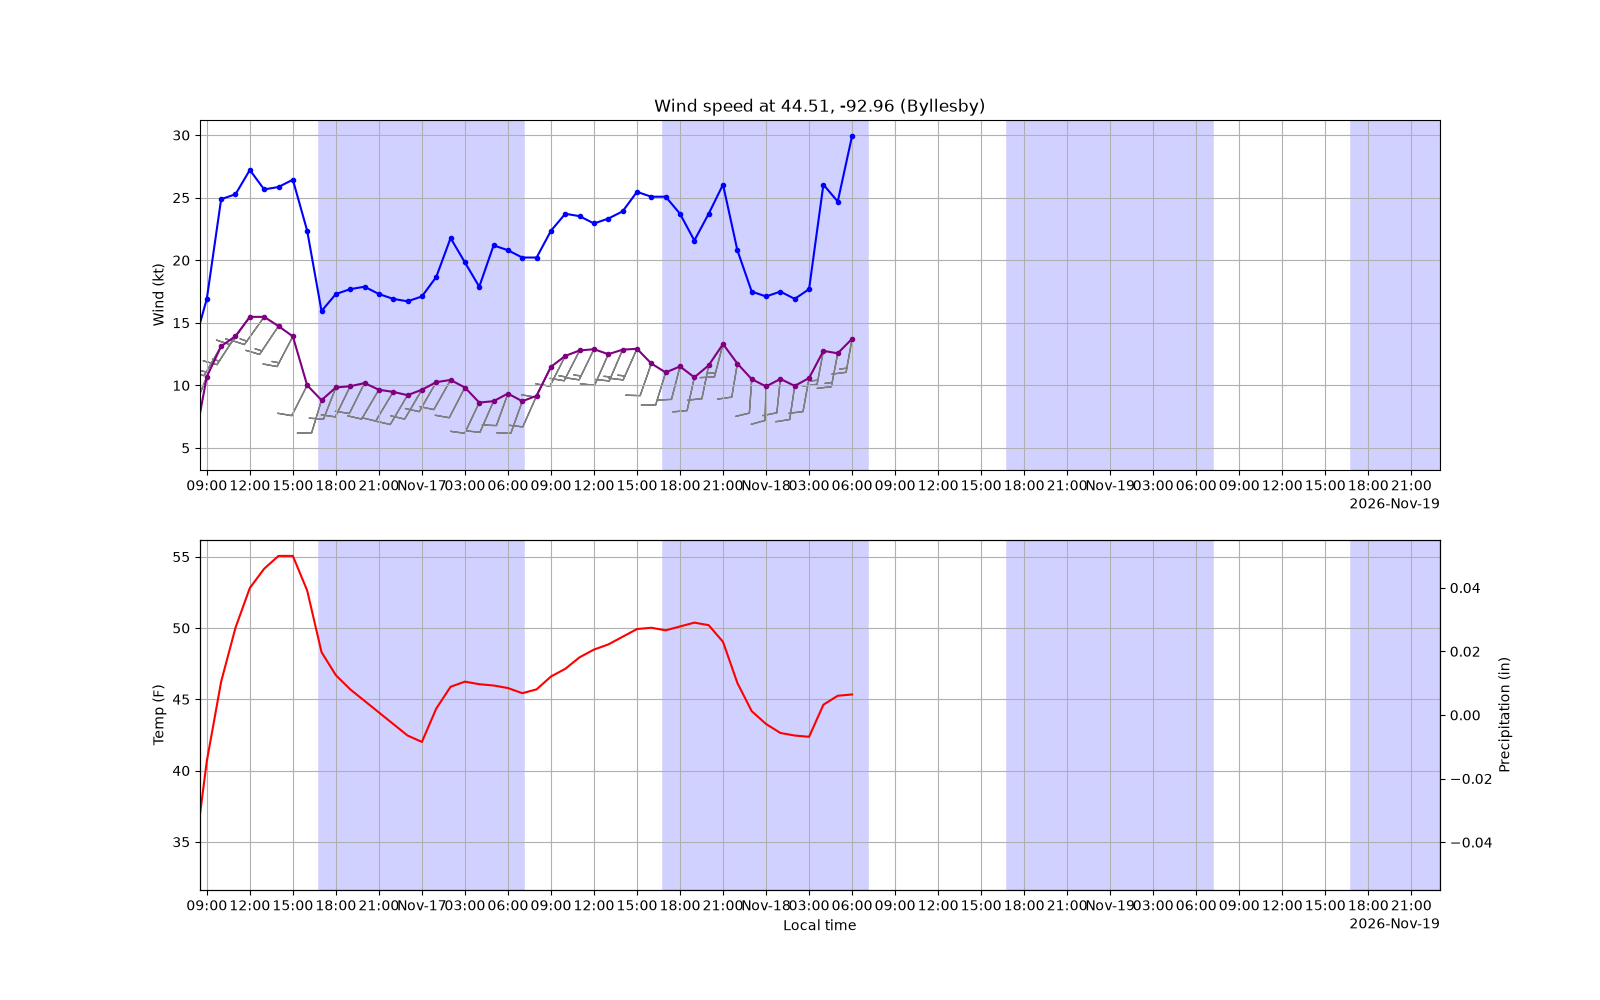 Wind speed at 44.51, -92.96 (Byllesby)
30
25
20
15
10
5
Wind (kt)
09:00 12:00 15:00 18:00 21:00 Nov-17 03:00 06:00 09:00 12:00 15:00 18:00 21:00 Nov-18 03:00 06:00 09:00 12:00 15:00 18:00 21:00 Nov-19 03:00 06:00 09:00 12:00 15:00 18:00 21:00
2026-Nov-19
55
50
45
40
35
Temp (F)
0.04
0.02
0.00
−0.02
−0.04
Precipitation (in)
09:00 12:00 15:00 18:00 21:00 Nov-17 03:00 06:00 09:00 12:00 15:00 18:00 21:00 Nov-18 03:00 06:00 09:00 12:00 15:00 18:00 21:00 Nov-19 03:00 06:00 09:00 12:00 15:00 18:00 21:00
Local time
2026-Nov-19